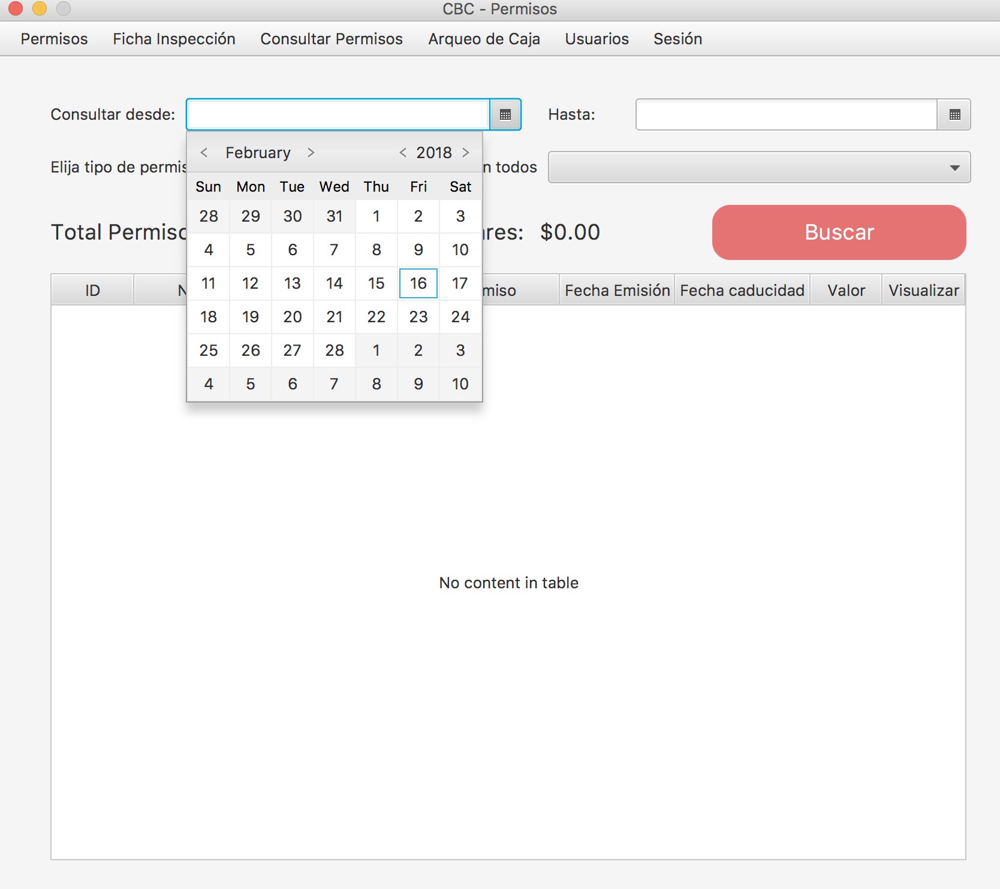 CBC - Permisos
Permisos Ficha Inspección Consultar Permisos Arqueo de Caja Usuarios Sesión
Consultar desde: Hasta:
< February > < 2018 >
Elija tipo de n todos
Sun Mon Tue Wed Thu Fri Sat
28 29 30 31 1 2 3
Total $0.00 Buscar
4 5 6 7 8 9 10
11 12 13 14 15 16 17
ID miso Fecha Emisión Fecha caducidad Valor Visualizar
18 19 20 21 22 23 24
25 26 27 28 1 2 3
4 5 6 7 8 9 10
No content in table